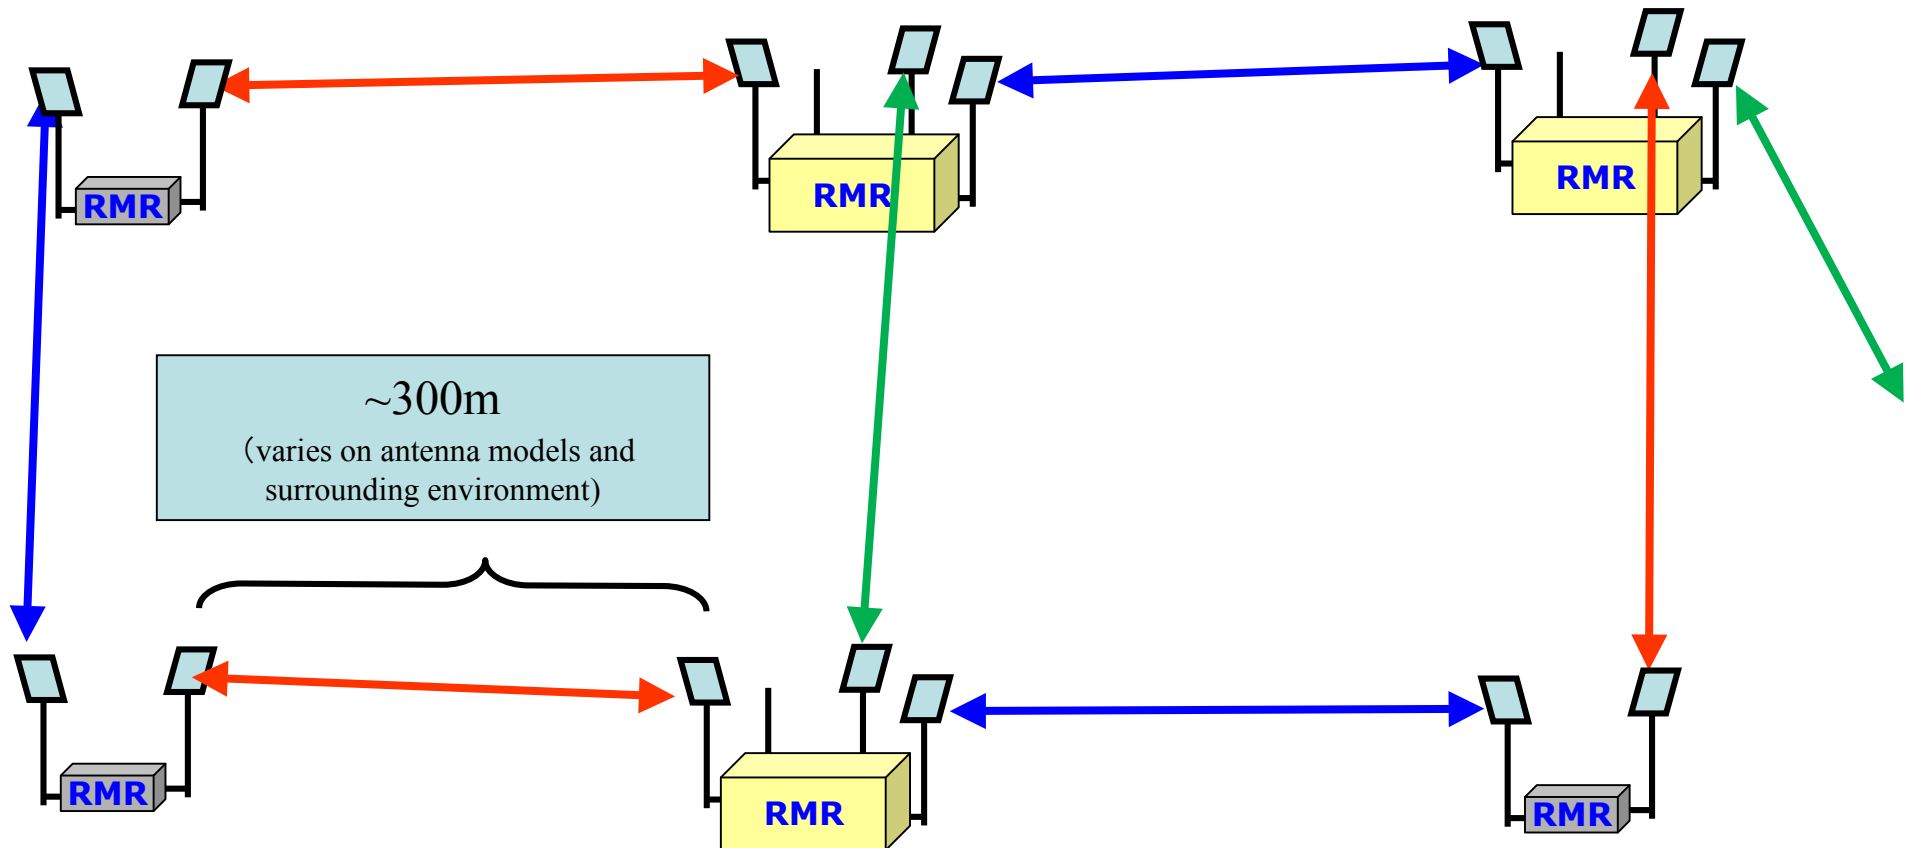 RMR
RMR
RMR
~300m
（varies on antenna models and
surrounding environment)
RMR
RMR
RMR